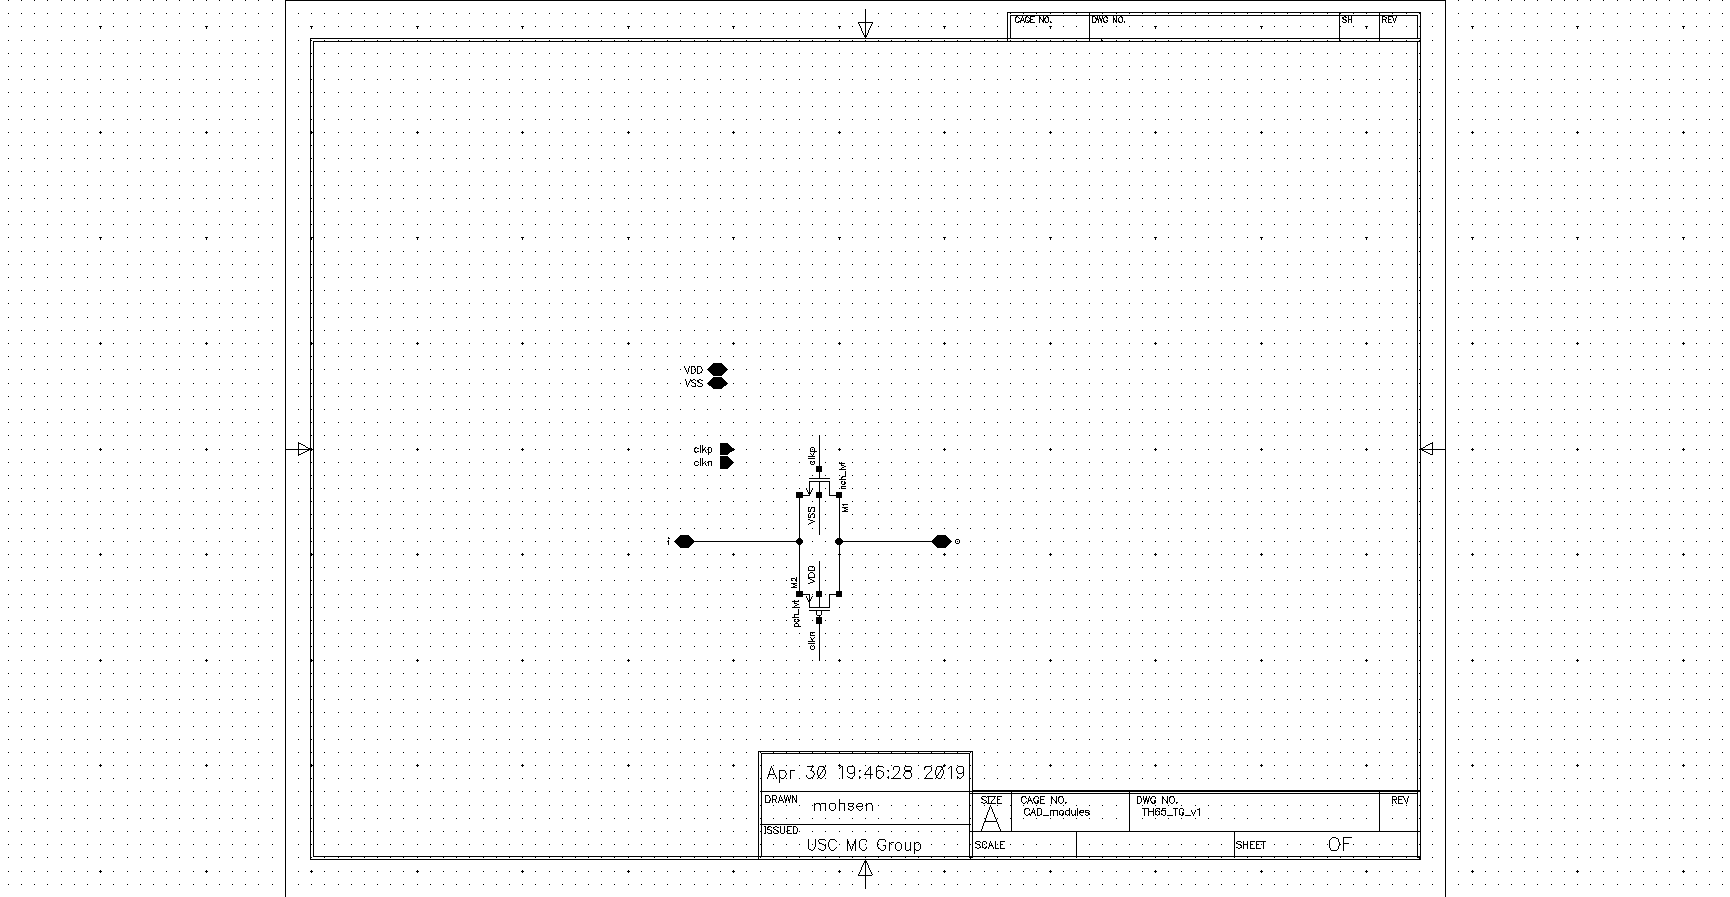 CAGE NO. DWG NO. SH REV
VDD
VSS
clkp
clkn
clkp
nch_lvt
M1
VSS
i
o
VDD
M2
pch_lvt
clkn
Apr 30 19:46:28 2019
DRAWN mohsen
ISSUED USC MC Group
SIZE A
CAGE NO. CAD_modules
DWG NO. TH65_TG_v1
REV
SCALE
SHEET OF